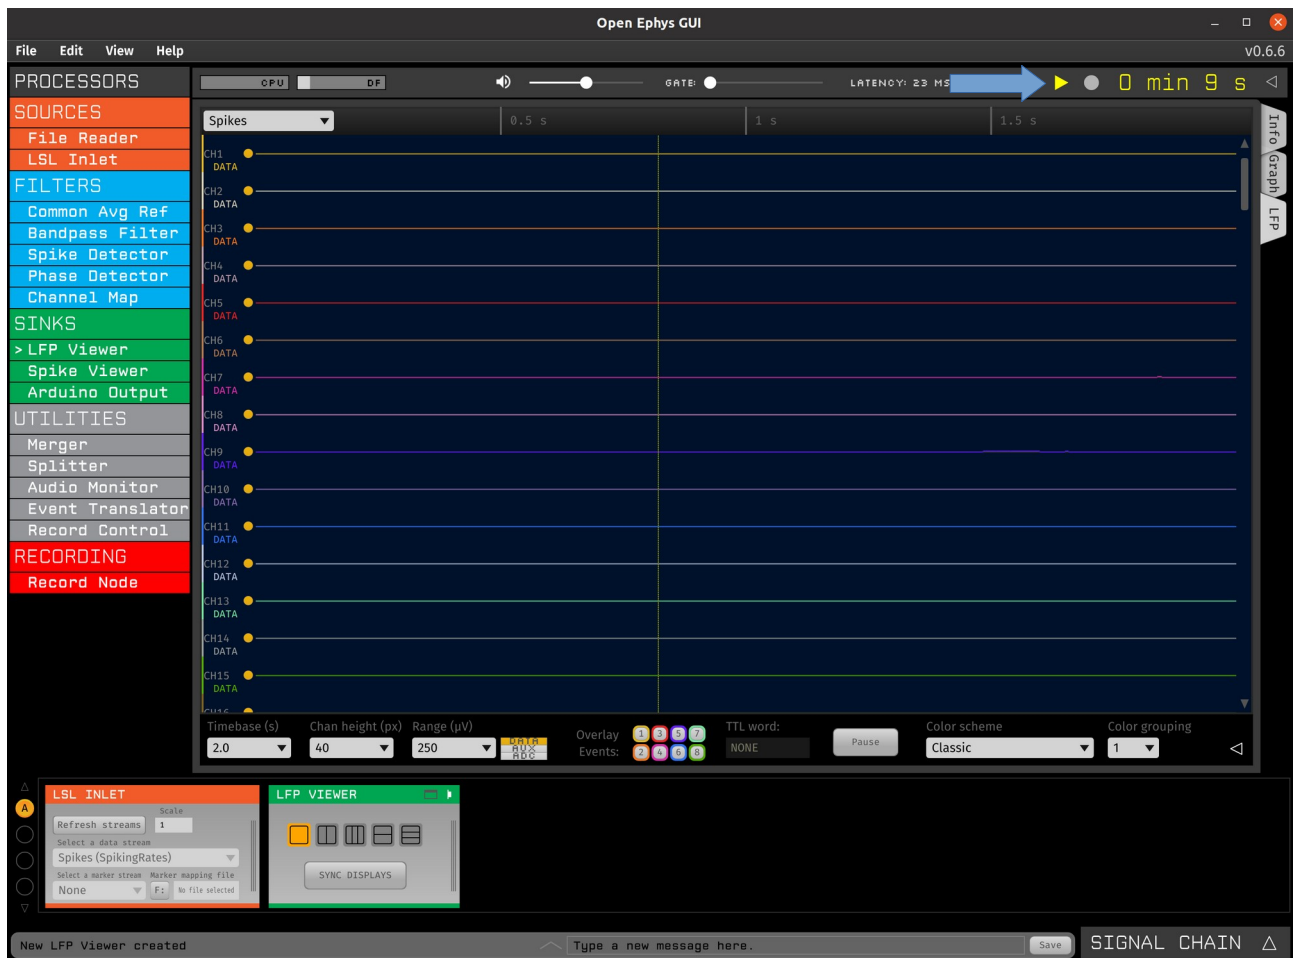 Open Ephys GUI
File Edit View Help
v0.6.6
PROCESSORS
CPU DF
GATE:
LATENCY: 23 MS
0 min 9 s
SOURCES
File Reader
LSL Inlet
FILTERS
Common Avg Ref
Bandpass Filter
Spike Detector
Phase Detector
Channel Map
SINKS
> LFP Viewer
Spike Viewer
Arduino Output
UTILITIES
Merger
Splitter
Audio Monitor
Event Translator
Record Control
RECORDING
Record Node
Spikes
0.5 s
1 s
1.5 s
Info
Graph
LFP
CH1
DATA
CH2
DATA
CH3
DATA
CH4
DATA
CH5
DATA
CH6
DATA
CH7
DATA
CH8
DATA
CH9
DATA
CH10
DATA
CH11
DATA
CH12
DATA
CH13
DATA
CH14
DATA
CH15
DATA
CH16
Timebase (s)
2.0
Chan height (px)
40
Range (µV)
250
DATA
AUX
ADC
Overlay
Events:
1 3 5 7
2 4 6 8
TTL word:
NONE
Pause
Color scheme
Classic
Color grouping
1
A
LSL INLET
Scale
Refresh streams 1
Select a data stream
Spikes (SpikingRates)
Select a marker stream Marker mapping file
None F: No file selected
LFP VIEWER
SYNC DISPLAYS
New LFP Viewer created
Type a new message here.
Save
SIGNAL CHAIN